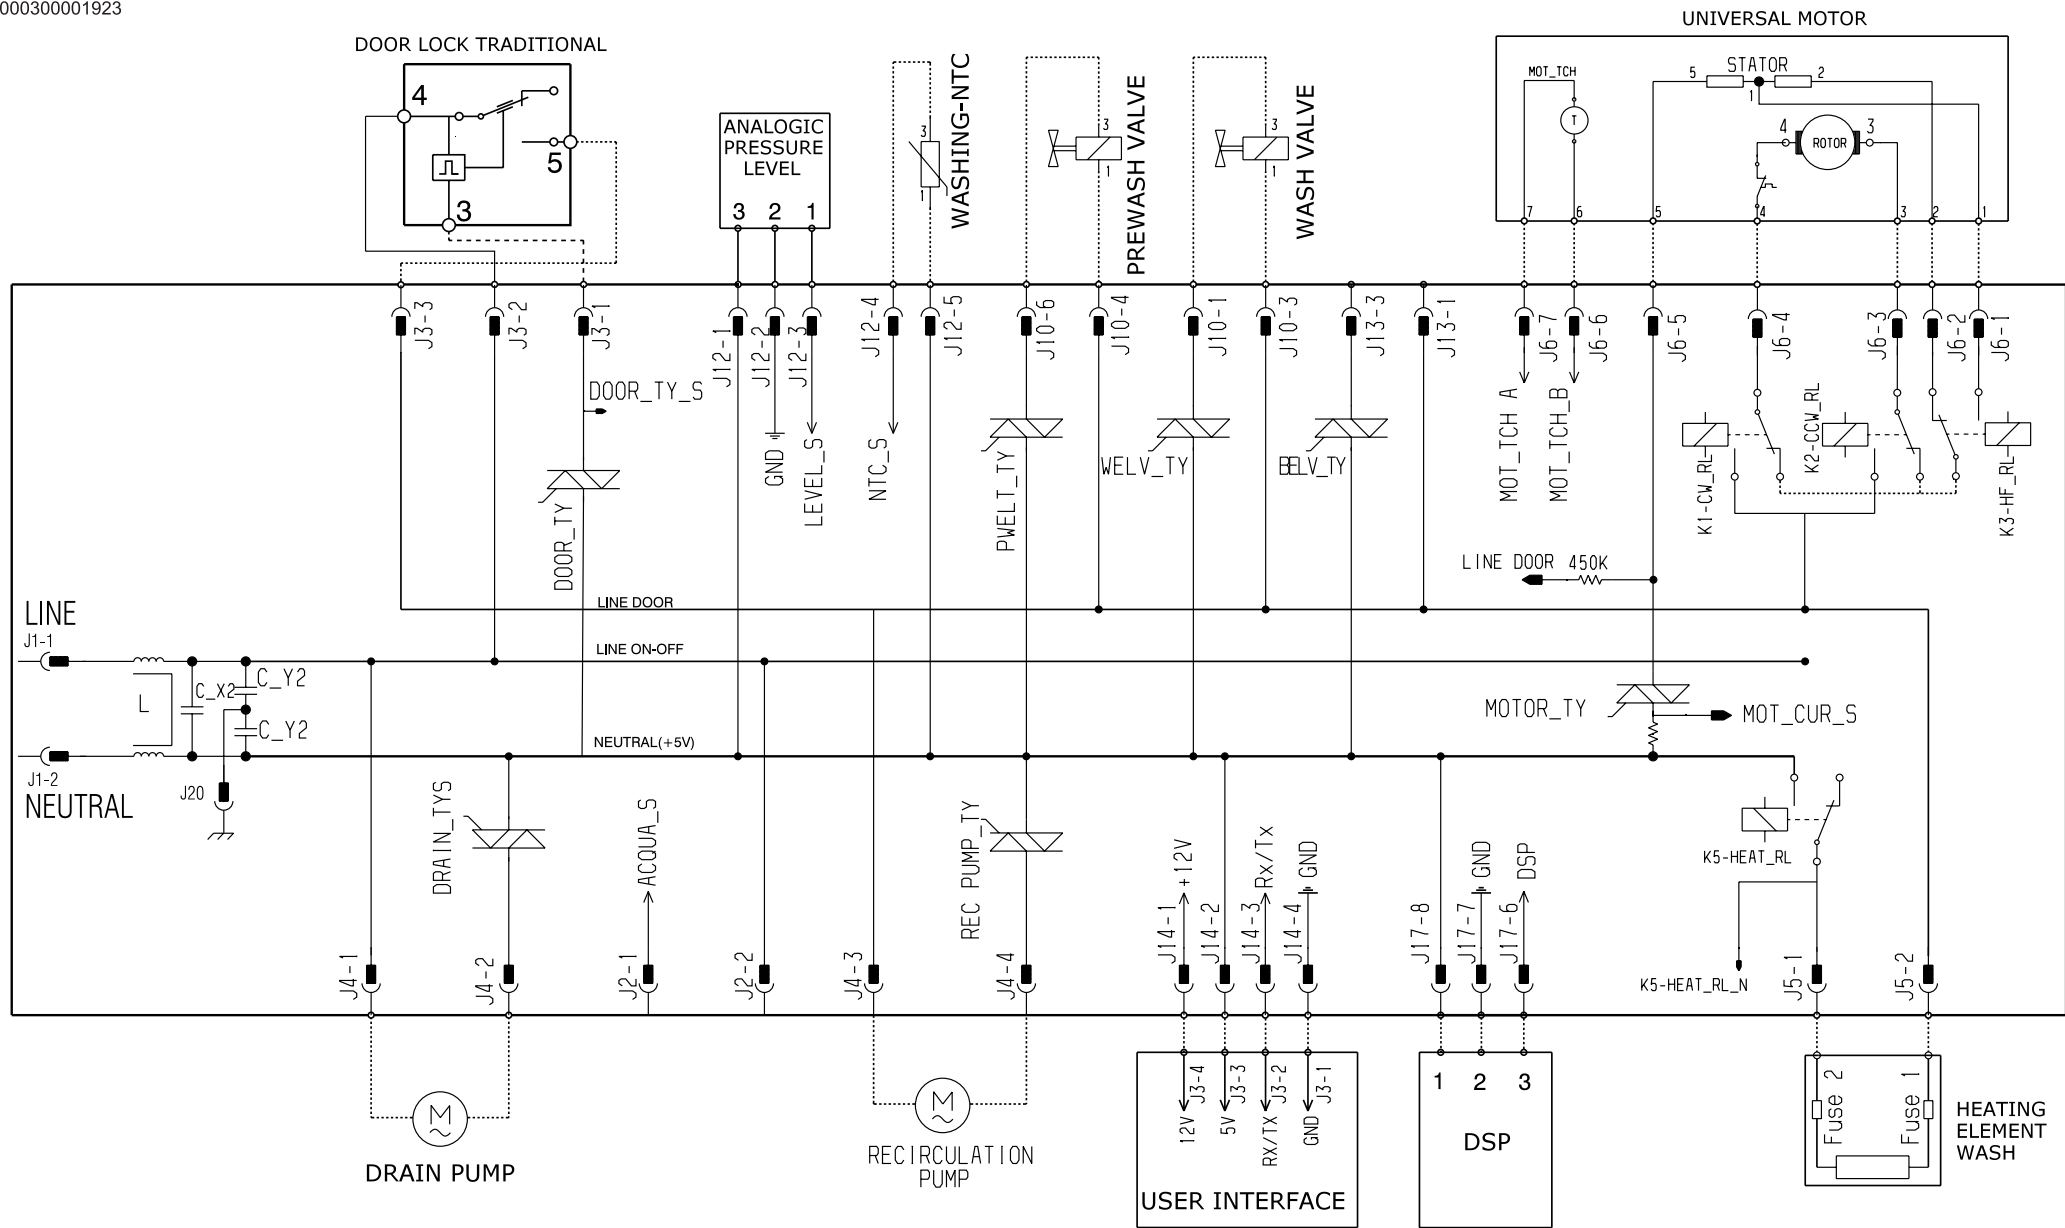 000300001923
UNIVERSAL MOTOR
DOOR LOCK TRADITIONAL
4
5
3
ANALOGIC
PRESSURE
LEVEL
3 2 1
3
1
WASHING-NTC
3
1
PREWASH VALVE
3
1
WASH VALVE
MOT_TCH
T
STATOR
5
2
1
4
ROTOR
3
7
6
5
4
3
2
1
J3-3
J3-2
J3-1
J12-1
J12-2
J12-3
J12-4
J12-5
J10-6
J10-4
J10-1
J10-3
J13-3
J13-1
J6-7
J6-6
J6-5
J6-4
J6-3
J6-2
J6-1
DOOR_TY_S
DOOR_TY
GND
LEVEL_S
NTC_S
PWELT_TY
WELV_TY
BELV_TY
MOT_TCH A
MOT_TCH_B
K1-CW_RL
K2-CCW_RL
K3-HF_RL
LINE DOOR 450K
LINE DOOR
LINE
J1-1
LINE ON-OFF
L
C_X2
C_Y2
C_Y2
MOTOR_TY
MOT_CUR_S
NEUTRAL(+5V)
J1-2
NEUTRAL
J20
DRAIN_TYS
ACQUA_S
REC PUMP_TY
+12V
Rx/Tx
GND
GND
DSP
K5-HEAT_RL
K5-HEAT_RL_N
J4-1
J4-2
J2-1
J2-2
J4-3
J4-4
J14-1
J14-2
J14-3
J14-4
J17-8
J17-7
J17-6
J5-1
J5-2
M
DRAIN PUMP
M
RECIRCULATION
PUMP
J3-4
J3-3
J3-2
J3-1
12V
5V
RX/TX
GND
USER INTERFACE
1 2 3
DSP
Fuse 2
Fuse 1
HEATING
ELEMENT
WASH